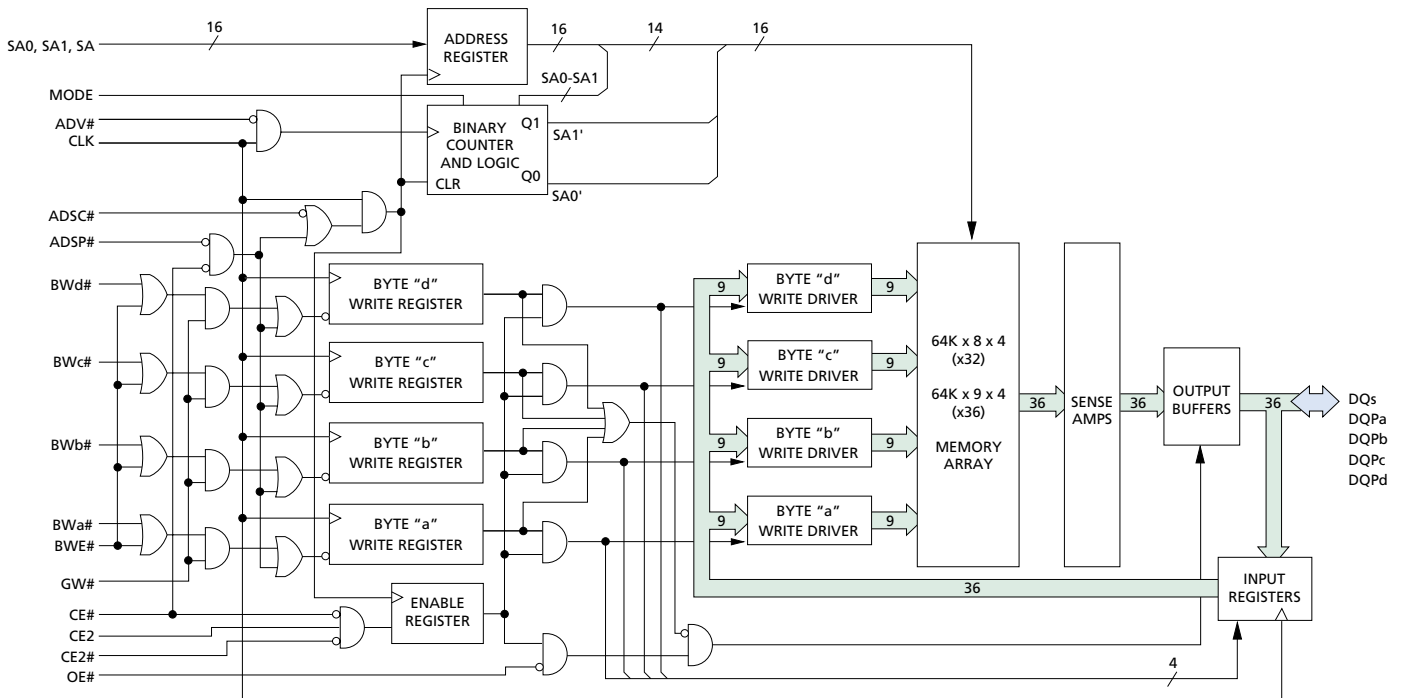 SA0, SA1, SA
16
ADDRESS
REGISTER
16
14
16
SA0-SA1
MODE
ADV#
CLK
BINARY
COUNTER
AND LOGIC
Q1
SA1'
CLR
Q0
SA0'
ADSC#
ADSP#
BWd#
BYTE “d”
WRITE REGISTER
9
BYTE “d”
WRITE DRIVER
9
BWc#
BYTE “c”
WRITE REGISTER
9
BYTE “c”
WRITE DRIVER
9
64K x 8 x 4
(x32)
64K x 9 x 4
(x36)
MEMORY
ARRAY
36
SENSE
AMPS
36
OUTPUT
BUFFERS
36
DQs
DQPa
DQPb
DQPc
DQPd
BWb#
BYTE “b”
WRITE REGISTER
9
BYTE “b”
WRITE DRIVER
9
BWa#
BWE#
BYTE “a”
WRITE REGISTER
9
BYTE “a”
WRITE DRIVER
9
GW#
36
INPUT
REGISTERS
CE#
CE2
CE2#
OE#
ENABLE
REGISTER
4